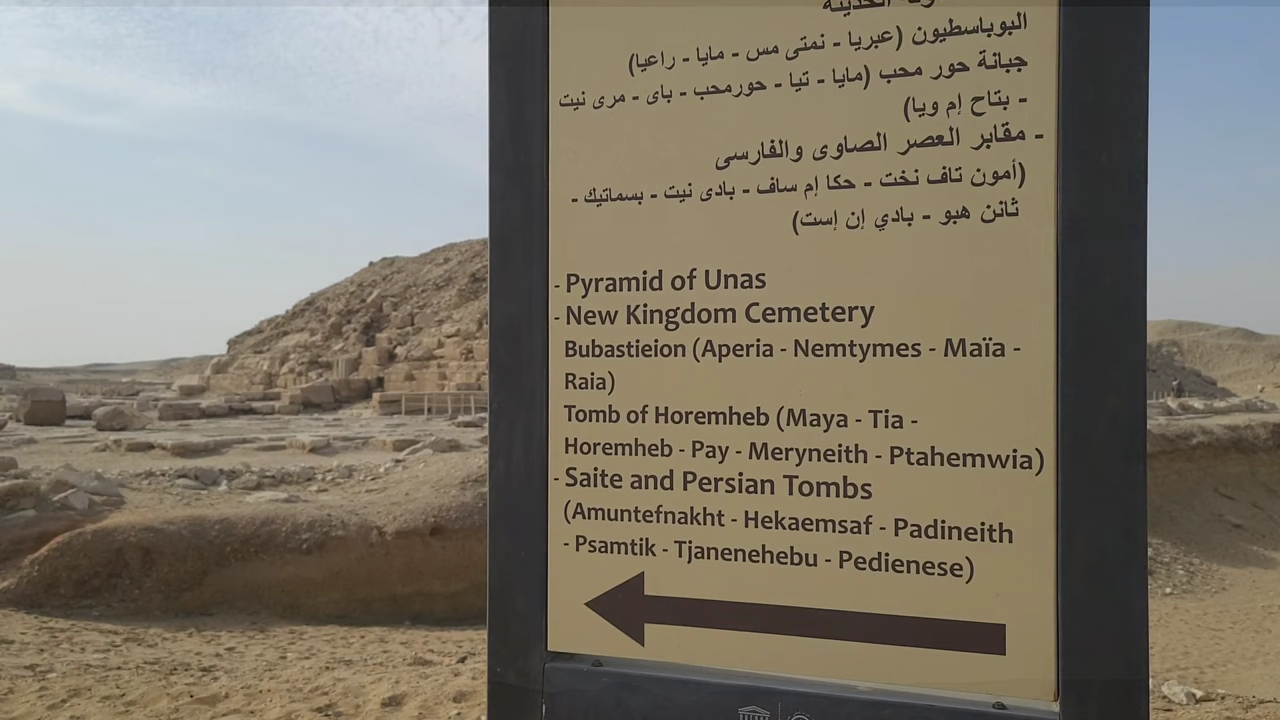 البوباسطيون (عبريا - نمتى مس - مايا - راعيا)
جبانة حور محب (مايا - تيا - حورمحب - باى - مرى نيت
- بتاح إم ويا)
- مقابر العصر الصاوى والفارسى
(أمون تاف نخت - حكا إم ساف - بادى نيت - بسماتيك -
ثانن هبو - بادي إن إست)
- Pyramid of Unas
- New Kingdom Cemetery
Bubastieion (Aperia - Nemtymes - Maïa -
Raia)
Tomb of Horemheb (Maya - Tia -
Horemheb - Pay - Meryneith - Ptahemwia)
- Saite and Persian Tombs
(Amuntefnakht - Hekaemsaf - Padineith
- Psamtik - Tjanenehebu - Pedienese)